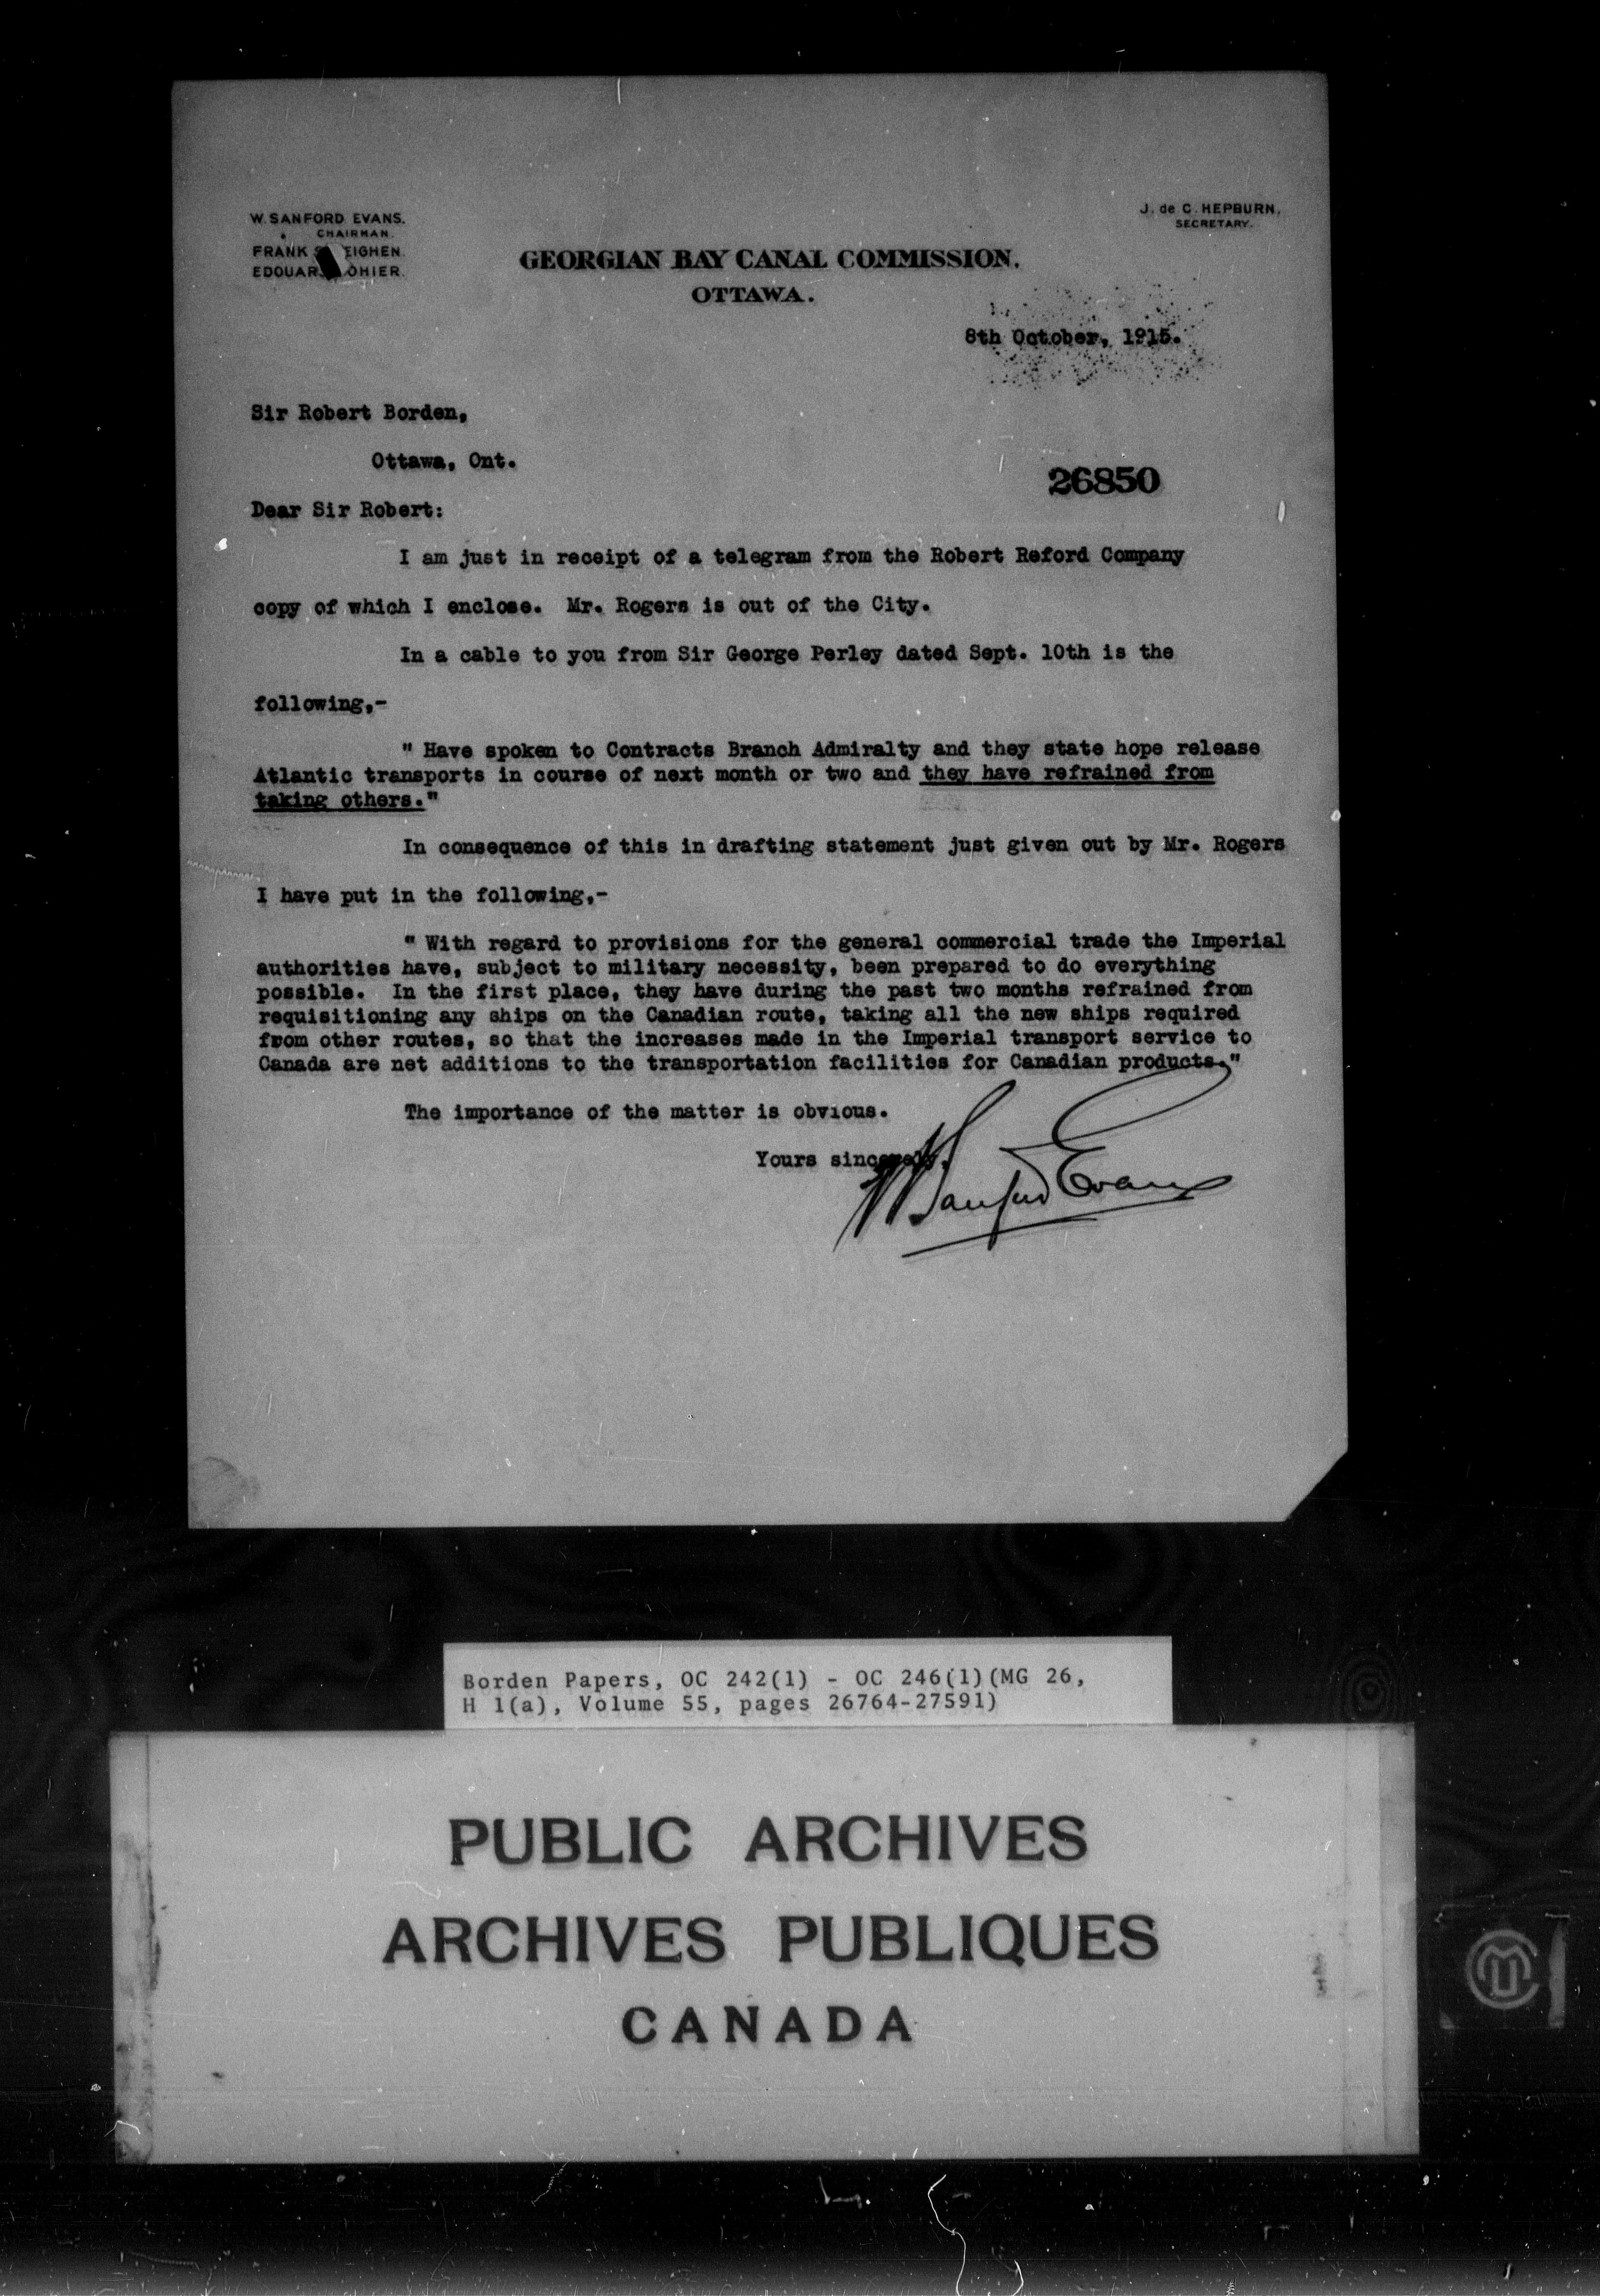 W. SANFORD EVANS.
CHAIRMAN.
FRANK EIGHEN.
EDOUAR OHIER.
J. de C. HEPBURN,
SECRETARY.
GEORGIAN BAY CANAL COMMISSION.
OTTAWA.
8th October, 1915.
Sir Robert Borden,
Ottawa, Ont.
26850
Dear Sir Robert:
I am just in receipt of a telegram from the Robert Reford Company
copy of which I enclose. Mr. Rogers is out of the City.
In a cable to you from Sir George Perley dated Sept. 10th is the
following,-
" Have spoken to Contracts Branch Admiralty and they state hope release
Atlantic transports in course of next month or two and they have refrained from
taking others."
In consequence of this in drafting statement just given out by Mr. Rogers
I have put in the following,-
" With regard to provisions for the general commercial trade the Imperial
authorities have, subject to military necessity, been prepared to do everything
possible. In the first place, they have during the past two months refrained from
requisitioning any ships on the Canadian route, taking all the new ships required
from other routes, so that the increases made in the Imperial transport service to
Canada are net additions to the transportation facilities for Canadian products."
The importance of the matter is obvious.
Yours sincerely,
W Sanford Evans
Borden Papers, OC 242(1) - OC 246(1)(MG 26,
H 1(a), Volume 55, pages 26764-27591)
PUBLIC ARCHIVES
ARCHIVES PUBLIQUES
CANADA